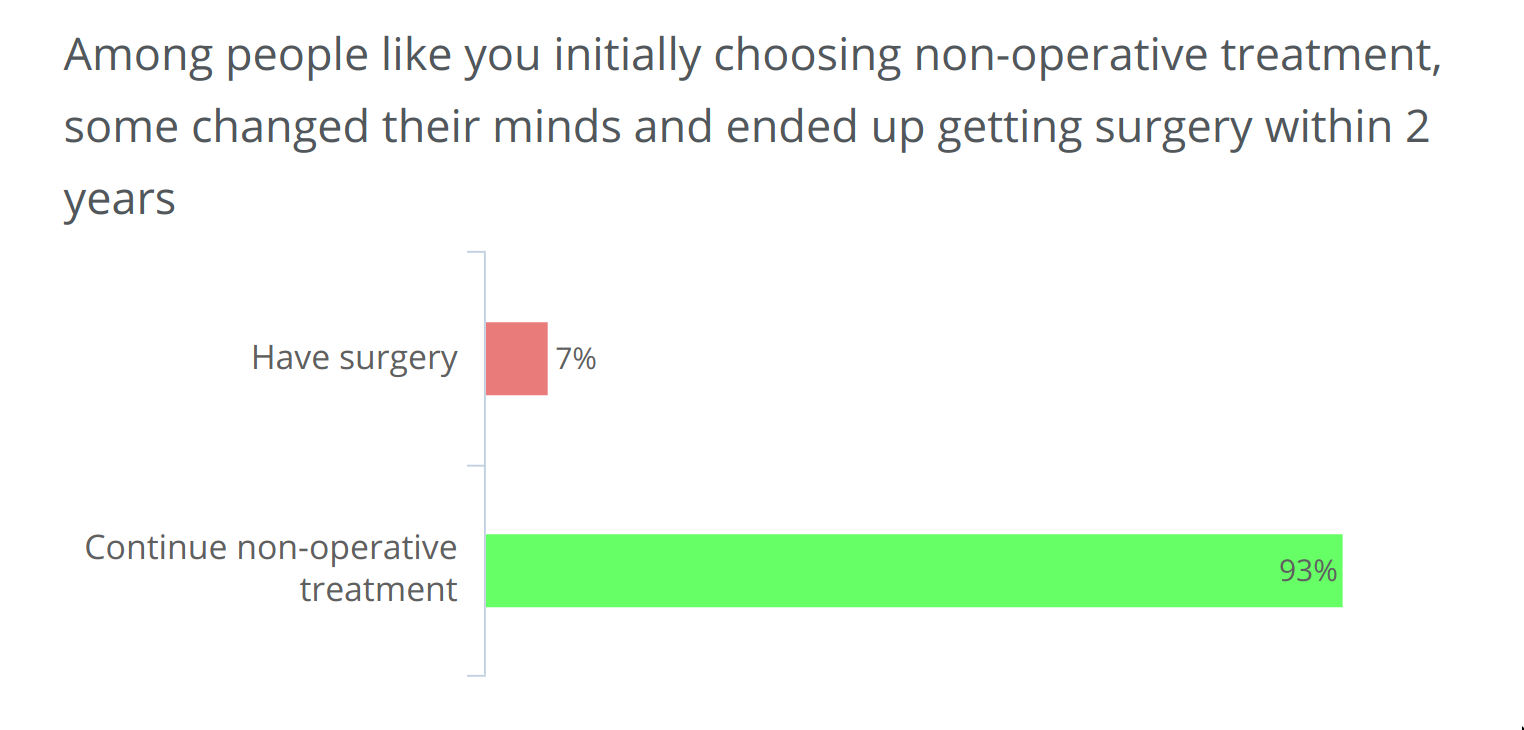 Among people like you initially choosing non-operative treatment,
some changed their minds and ended up getting surgery within 2
years
Have surgery
7%
Continue non-operative
treatment
93%